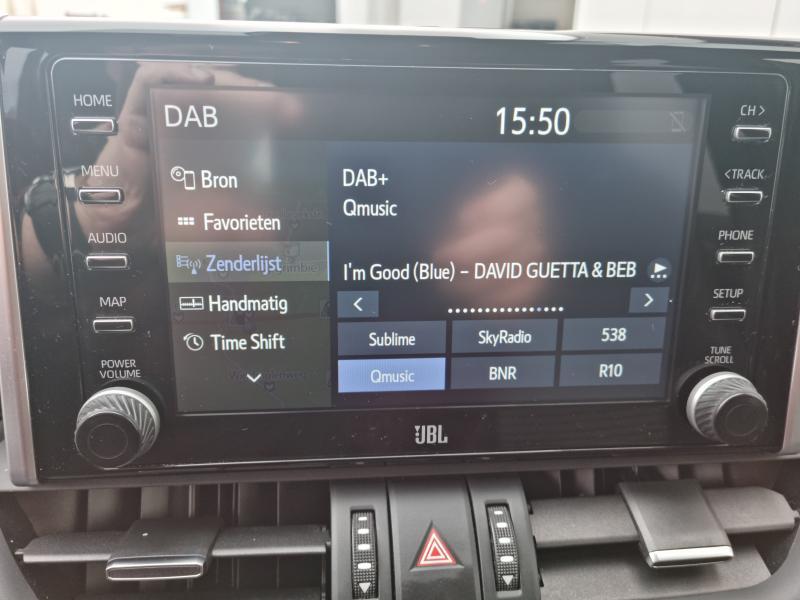 HOME
MENU
AUDIO
MAP
POWER
VOLUME
DAB
15:50
Bron
Favorieten
Zenderlijst
Handmatig
Time Shift
DAB+
Qmusic
I'm Good (Blue) – DAVID GUETTA & BEB
Sublime
SkyRadio
538
Qmusic
BNR
R10
CH >
< TRACK
PHONE
SETUP
TUNE
SCROLL
JBL